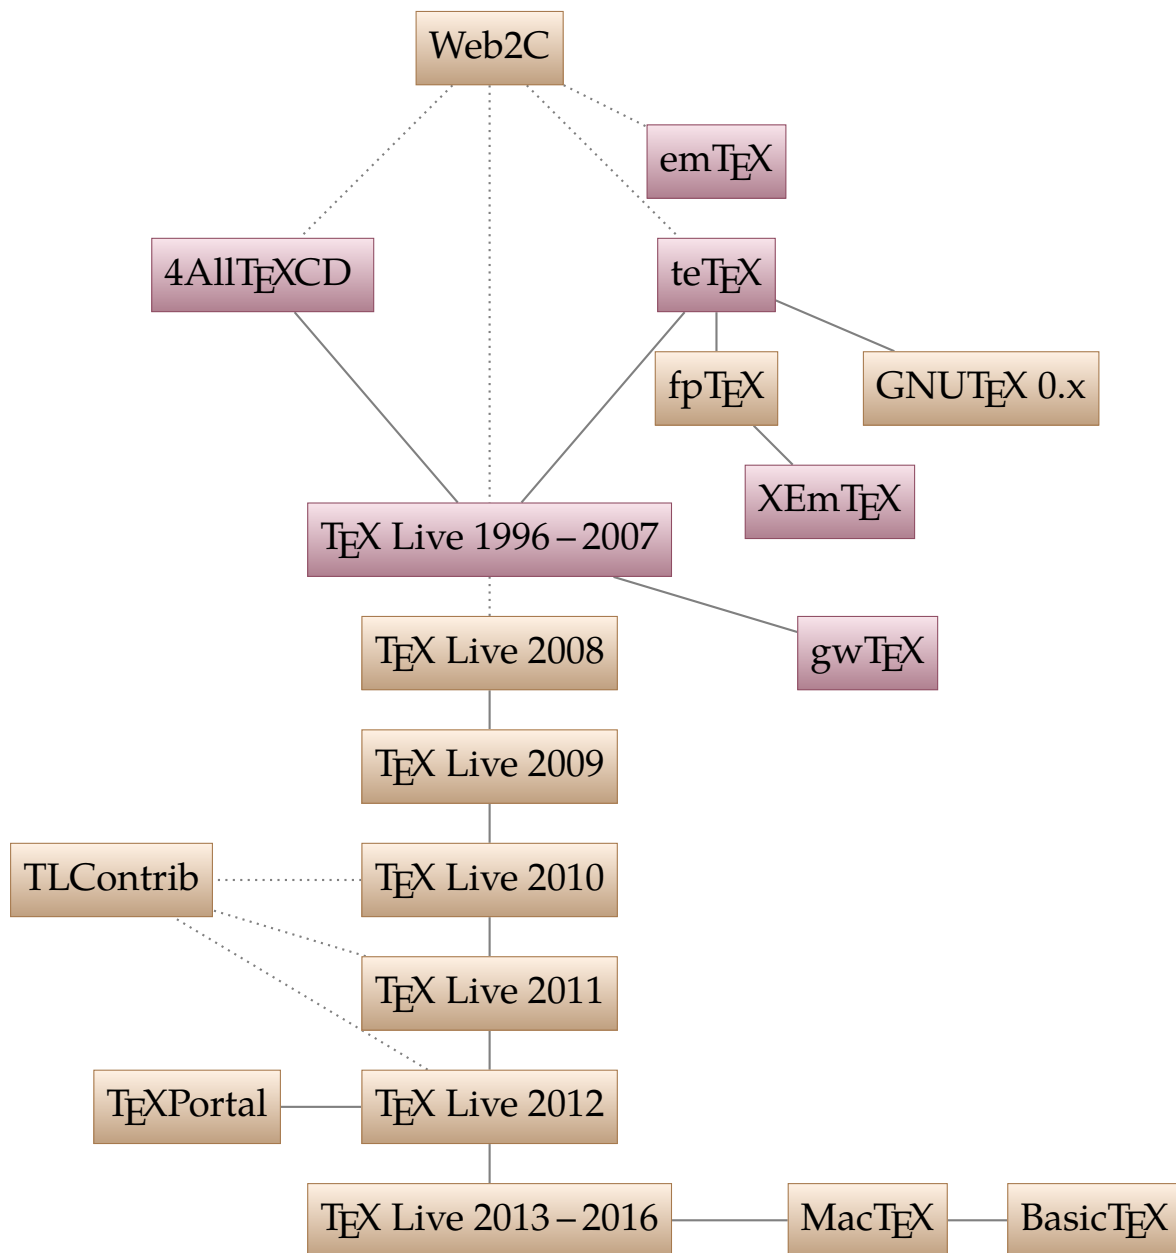 Web2C
emTEX
4AllTEXCD
teTEX
fpTEX
GNUTEX 0.x
XEmTEX
TEX Live 1996 – 2007
TEX Live 2008
gwTEX
TEX Live 2009
TLContrib
TEX Live 2010
TEX Live 2011
TEXPortal
TEX Live 2012
TEX Live 2013 – 2016
MacTEX
BasicTEX